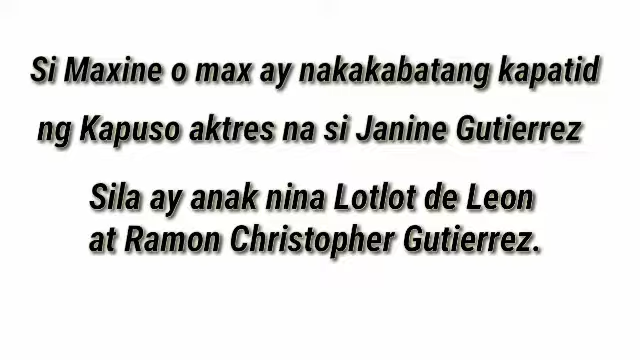 Si Maxine o max ay nakakabatang kapatid
ng Kapuso aktres na si Janine Gutierrez
Sila ay anak nina Lotlot de Leon
at Ramon Christopher Gutierrez.